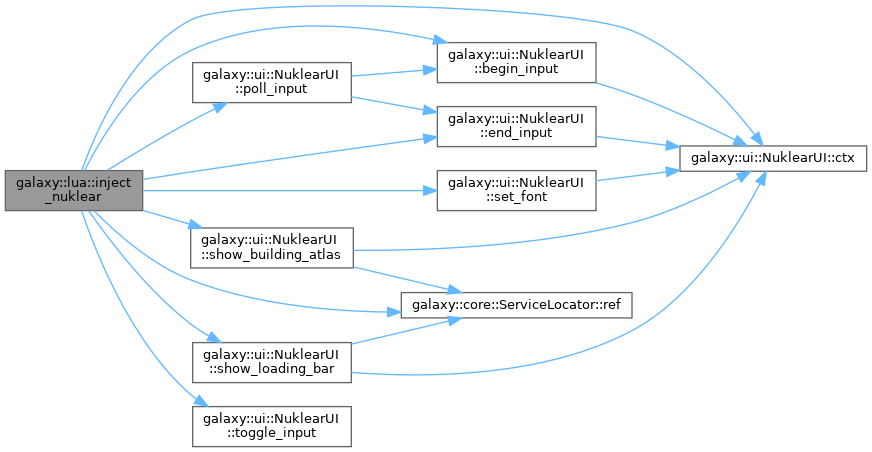 galaxy::lua::inject
_nuklear
galaxy::ui::NuklearUI
::poll_input
galaxy::ui::NuklearUI
::begin_input
galaxy::ui::NuklearUI
::end_input
galaxy::ui::NuklearUI::ctx
galaxy::ui::NuklearUI
::set_font
galaxy::ui::NuklearUI
::show_building_atlas
galaxy::core::ServiceLocator::ref
galaxy::ui::NuklearUI
::show_loading_bar
galaxy::ui::NuklearUI
::toggle_input